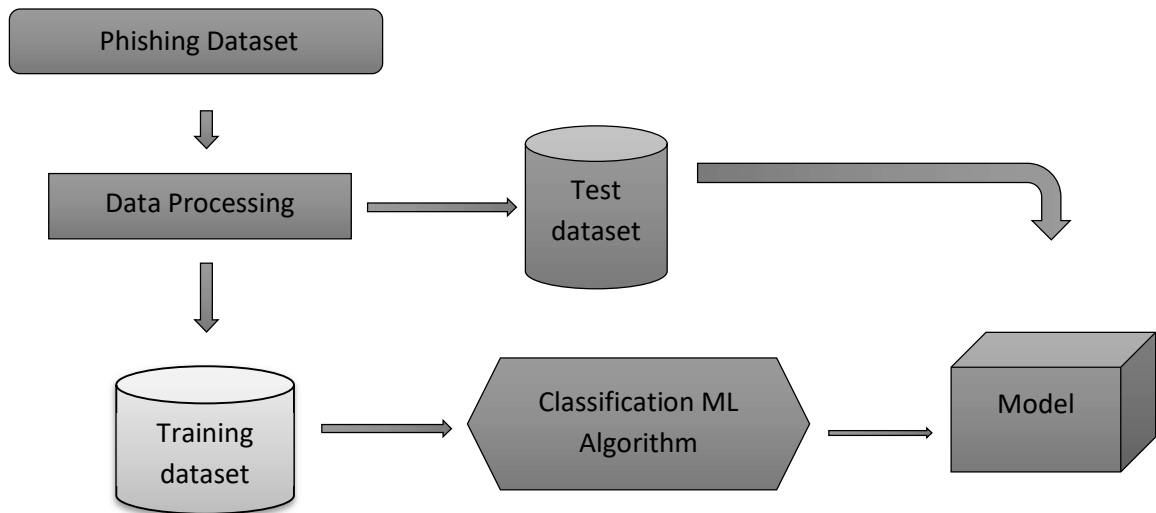 Phishing Dataset
Data Processing
Test
dataset
Training
dataset
Classification ML
Algorithm
Model